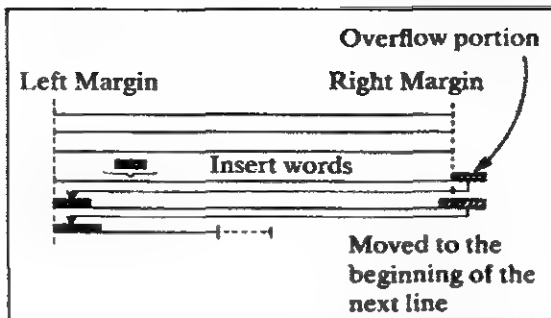 Overflow portion
Left Margin
Right Margin
Insert words
Moved to the
beginning of the
next line